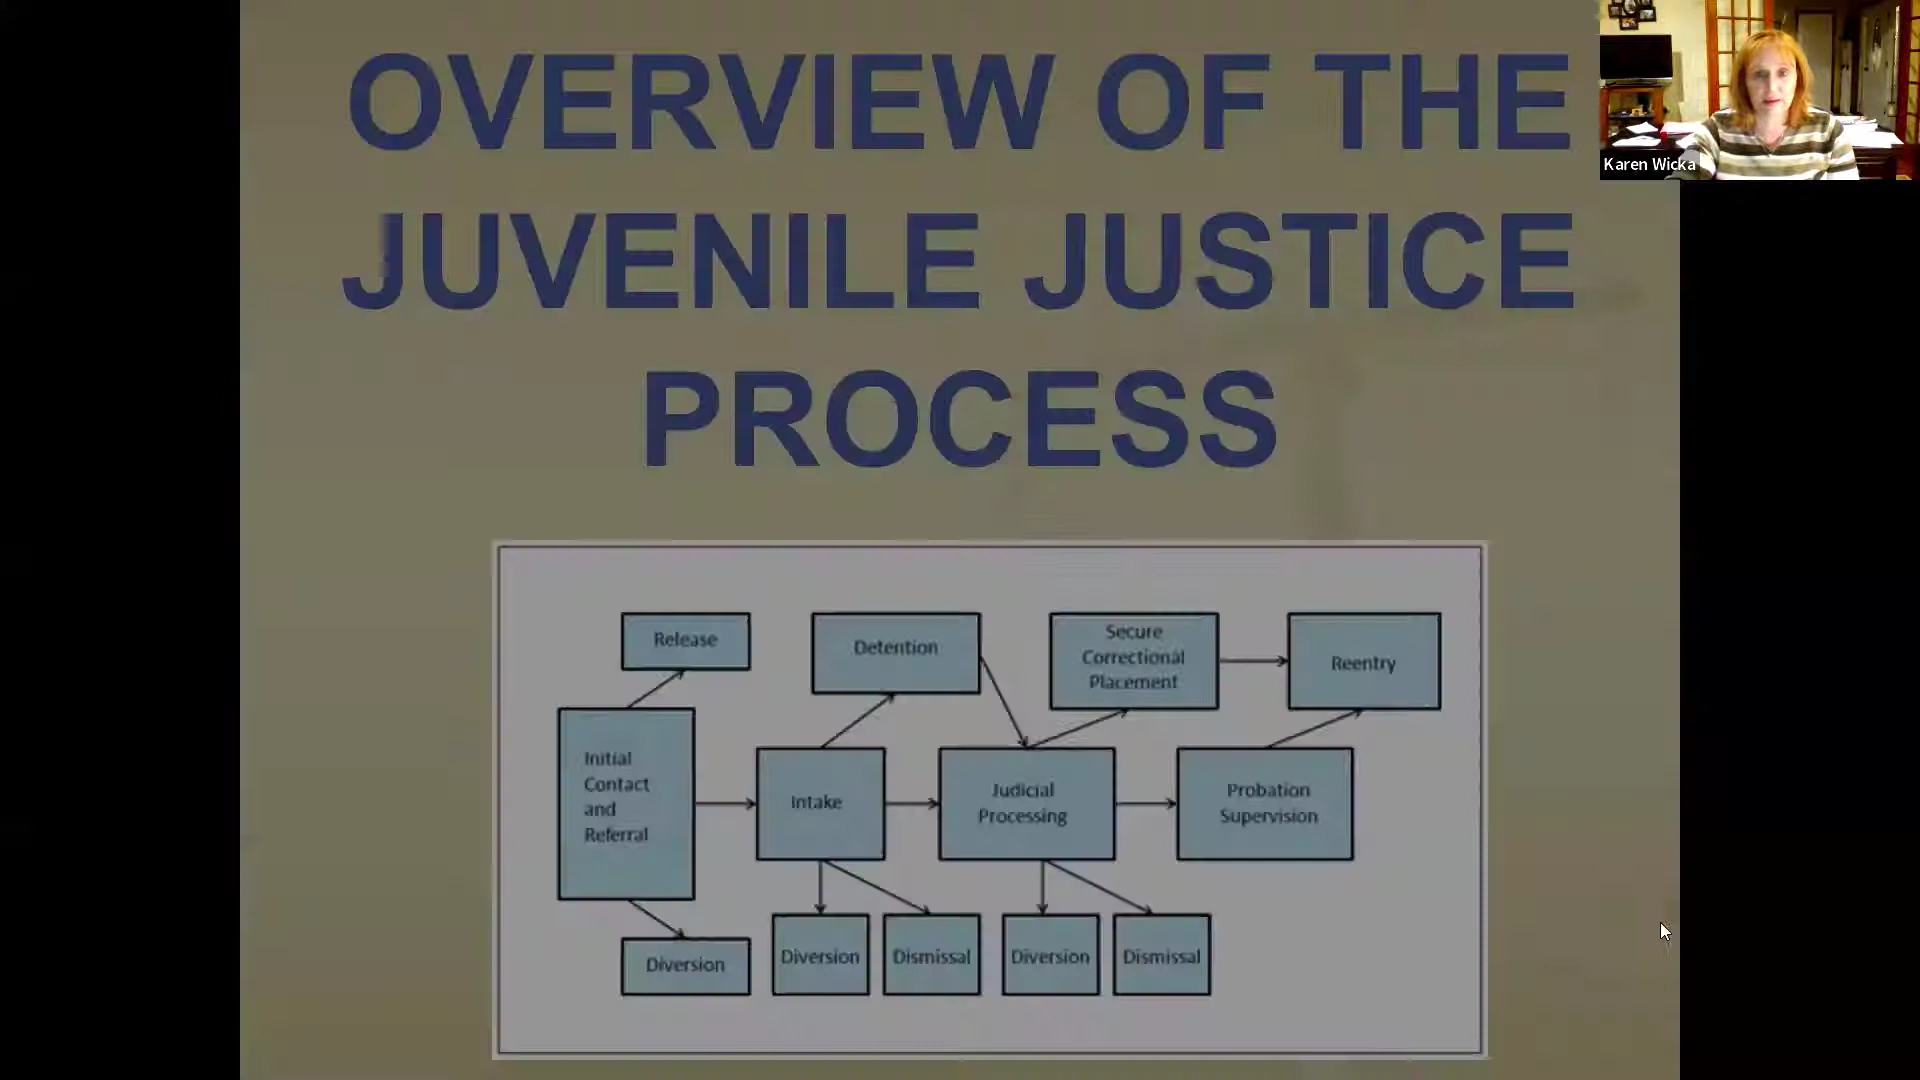 OVERVIEW OF THE
JUVENILE JUSTICE
PROCESS
Karen Wicka
Release
Detention
Secure
Correctional
Placement
Reentry
Initial
Contact
and
Referral
Intake
Judicial
Processing
Probation
Supervision
Diversion
Diversion
Dismissal
Diversion
Dismissal